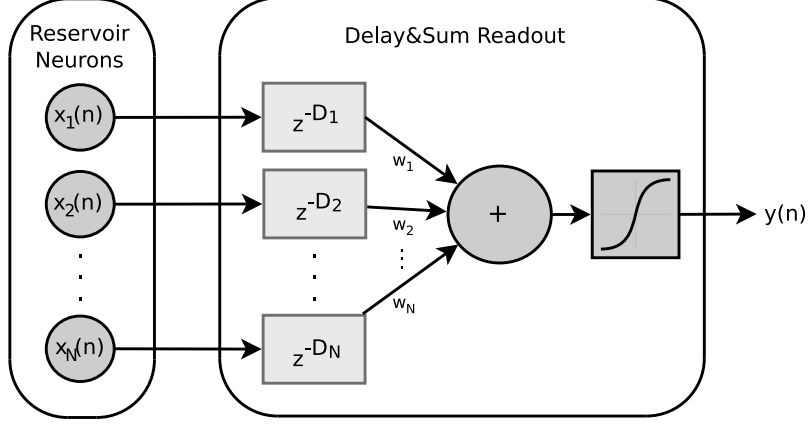 Reservoir
Neurons
Delay&Sum Readout
x1(n)
z-D1
w1
x2(n)
z-D2
w2
+
y(n)
xN(n)
z-DN
wN